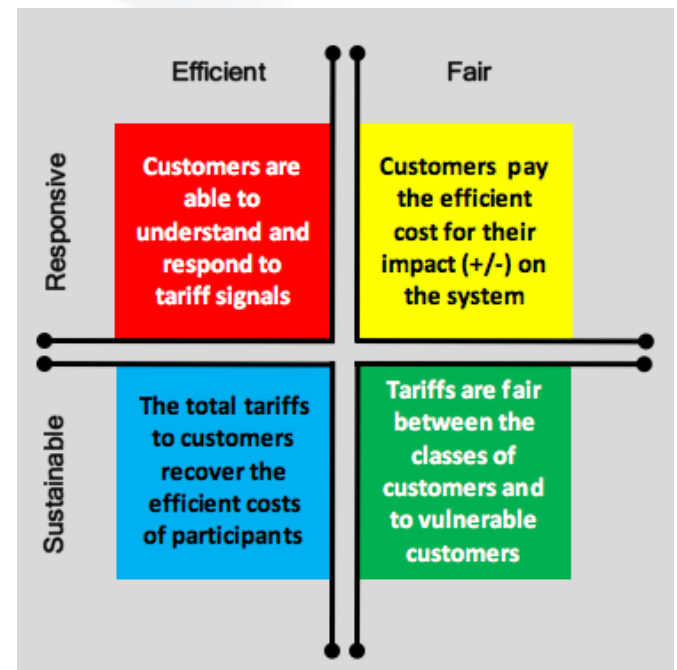 Efficient
Fair
Responsive
Customers are
able to
understand and
respond to
tariff signals
Customers pay
the efficient
cost for their
impact (+/-) on
the system
Sustainable
The total tariffs
to customers
recover the
efficient costs
of participants
Tariffs are fair
between the
classes of
customers and
to vulnerable
customers